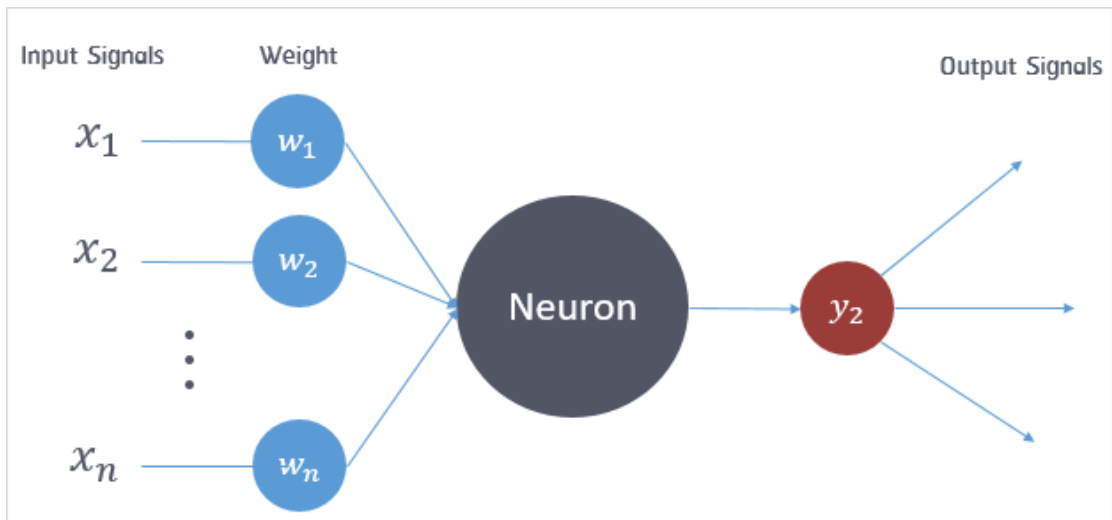 Input Signals
Weight
Output Signals
x₁
w₁
x₂
w₂
Neuron
y₂
xₙ
wₙ